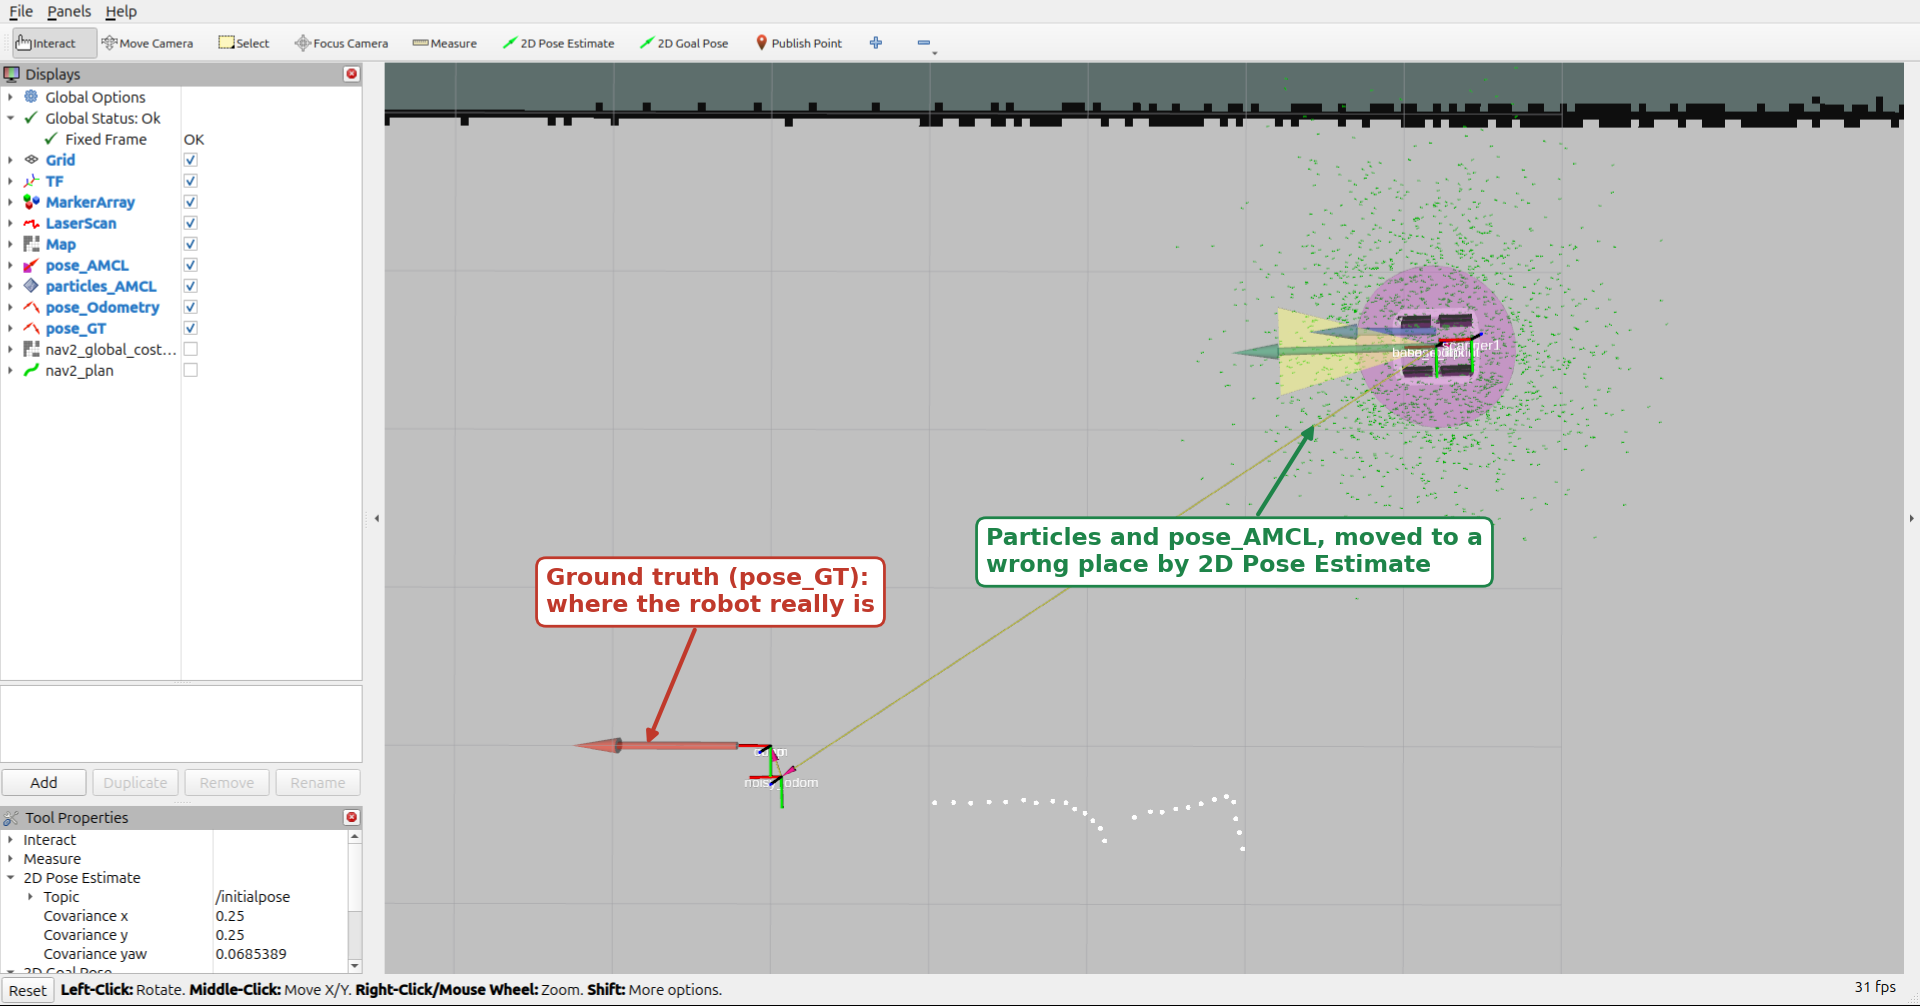 File Panels Help
Interact Move Camera Select Focus Camera Measure 2D Pose Estimate 2D Goal Pose Publish Point
Displays
Global Options
Global Status: Ok
Fixed Frame OK
Grid
TF
MarkerArray
LaserScan
Map
pose_AMCL
particles_AMCL
pose_Odometry
pose_GT
nav2_global_cost...
nav2_plan
Add Duplicate Remove Rename
Tool Properties
Interact
Measure
2D Pose Estimate
Topic /initialpose
Covariance x 0.25
Covariance y 0.25
Covariance yaw 0.0685389
2D Goal Pose
Particles and pose_AMCL, moved to a
wrong place by 2D Pose Estimate
Ground truth (pose_GT):
where the robot really is
noisy_odom
Reset Left-Click: Rotate. Middle-Click: Move X/Y. Right-Click/Mouse Wheel: Zoom. Shift: More options.
31 fps